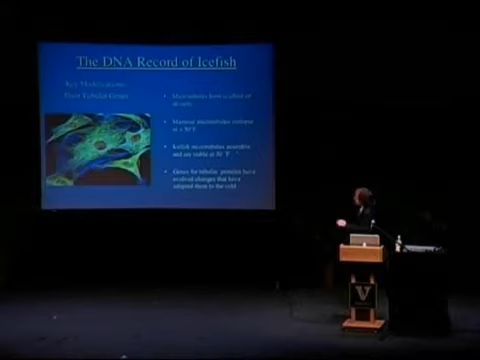 The DNA Record of Icefish
Key Modifications:
Four Tubulin Genes
• Microtubules form scaffold of
all cells
• Mammal microtubules collapse
at < 50°F
• Icefish microtubules assemble
and are stable at
• Genes for tubulin proteins have
evolved changes that have
adapted them to the cold
V